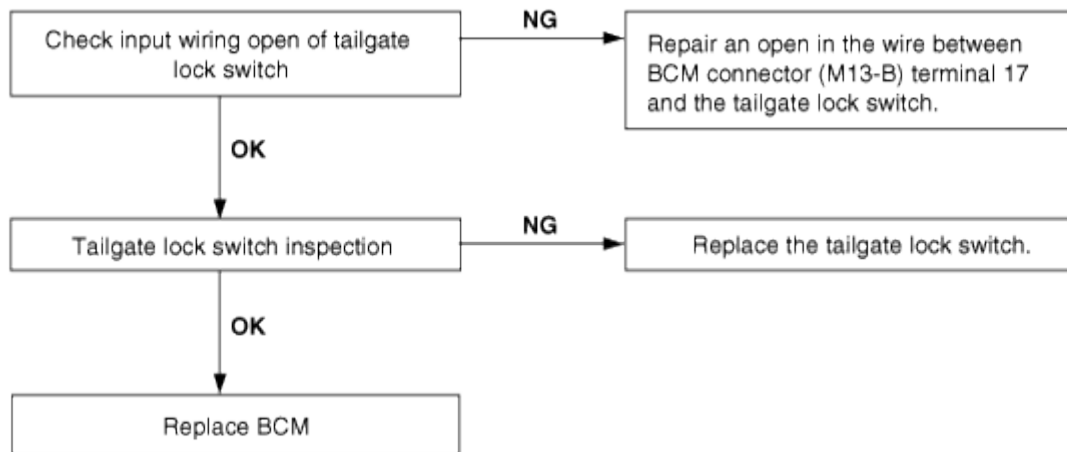 Check input wiring open of tailgate
lock switch
NG
Repair an open in the wire between
BCM connector (M13-B) terminal 17
and the tailgate lock switch.
OK
Tailgate lock switch inspection
NG
Replace the tailgate lock switch.
OK
Replace BCM